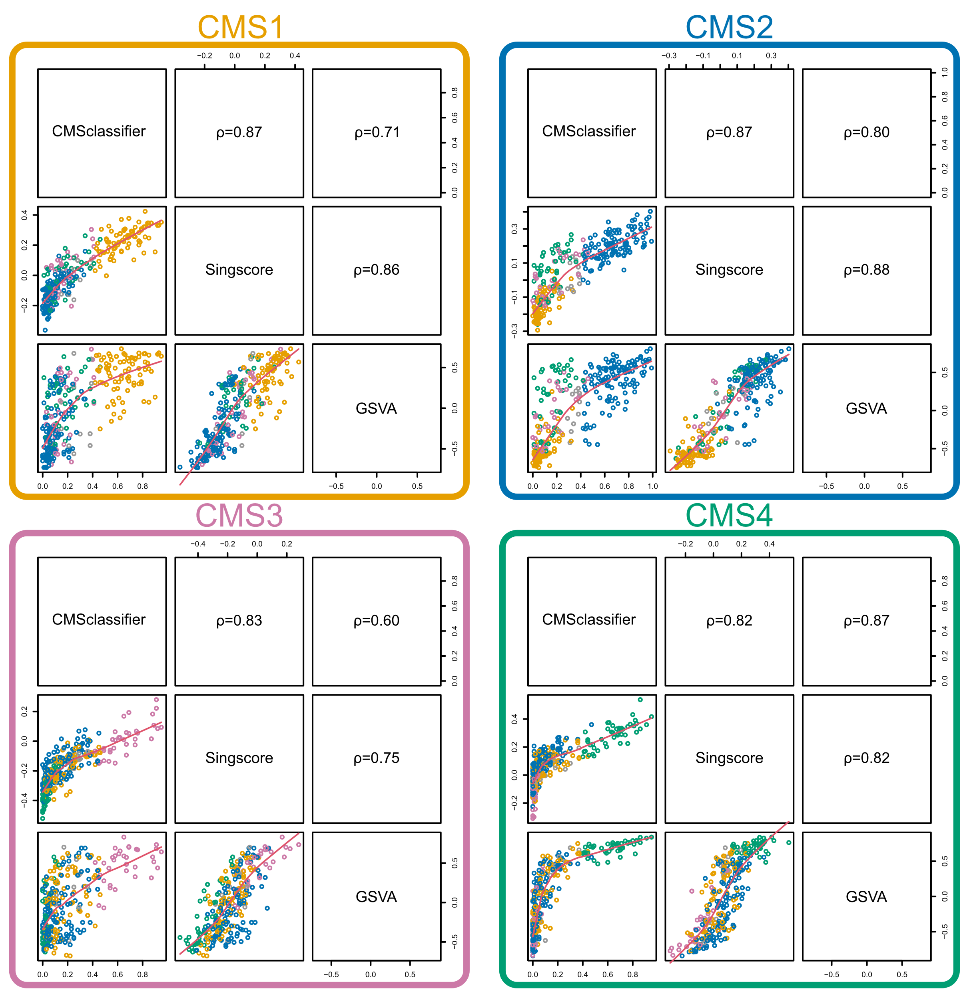 CMS1
−0.2 0.0 0.2 0.4
CMSclassifier ρ=0.87 ρ=0.71
0.0 0.2 0.4 0.6 0.8
−0.2 0.0 0.2 0.4
Singscore ρ=0.86
GSVA
−0.5 0.0 0.5
0.0 0.2 0.4 0.6 0.8
−0.5 0.0 0.5
CMS2
−0.3 −0.1 0.1 0.3
CMSclassifier ρ=0.87 ρ=0.80
0.0 0.2 0.4 0.6 0.8 1.0
−0.3 −0.1 0.1 0.3
Singscore ρ=0.88
GSVA
−0.5 0.0 0.5
0.0 0.2 0.4 0.6 0.8 1.0
−0.5 0.0 0.5
CMS3
−0.4 −0.2 0.0 0.2
CMSclassifier ρ=0.83 ρ=0.60
0.0 0.2 0.4 0.6 0.8
−0.4 −0.2 0.0 0.2
Singscore ρ=0.75
GSVA
−0.5 0.0 0.5
0.0 0.2 0.4 0.6 0.8
−0.5 0.0 0.5
CMS4
−0.2 0.0 0.2 0.4
CMSclassifier ρ=0.82 ρ=0.87
0.0 0.2 0.4 0.6 0.8
−0.2 0.0 0.2 0.4
Singscore ρ=0.82
GSVA
−0.5 0.0 0.5
0.0 0.2 0.4 0.6 0.8
−0.5 0.0 0.5